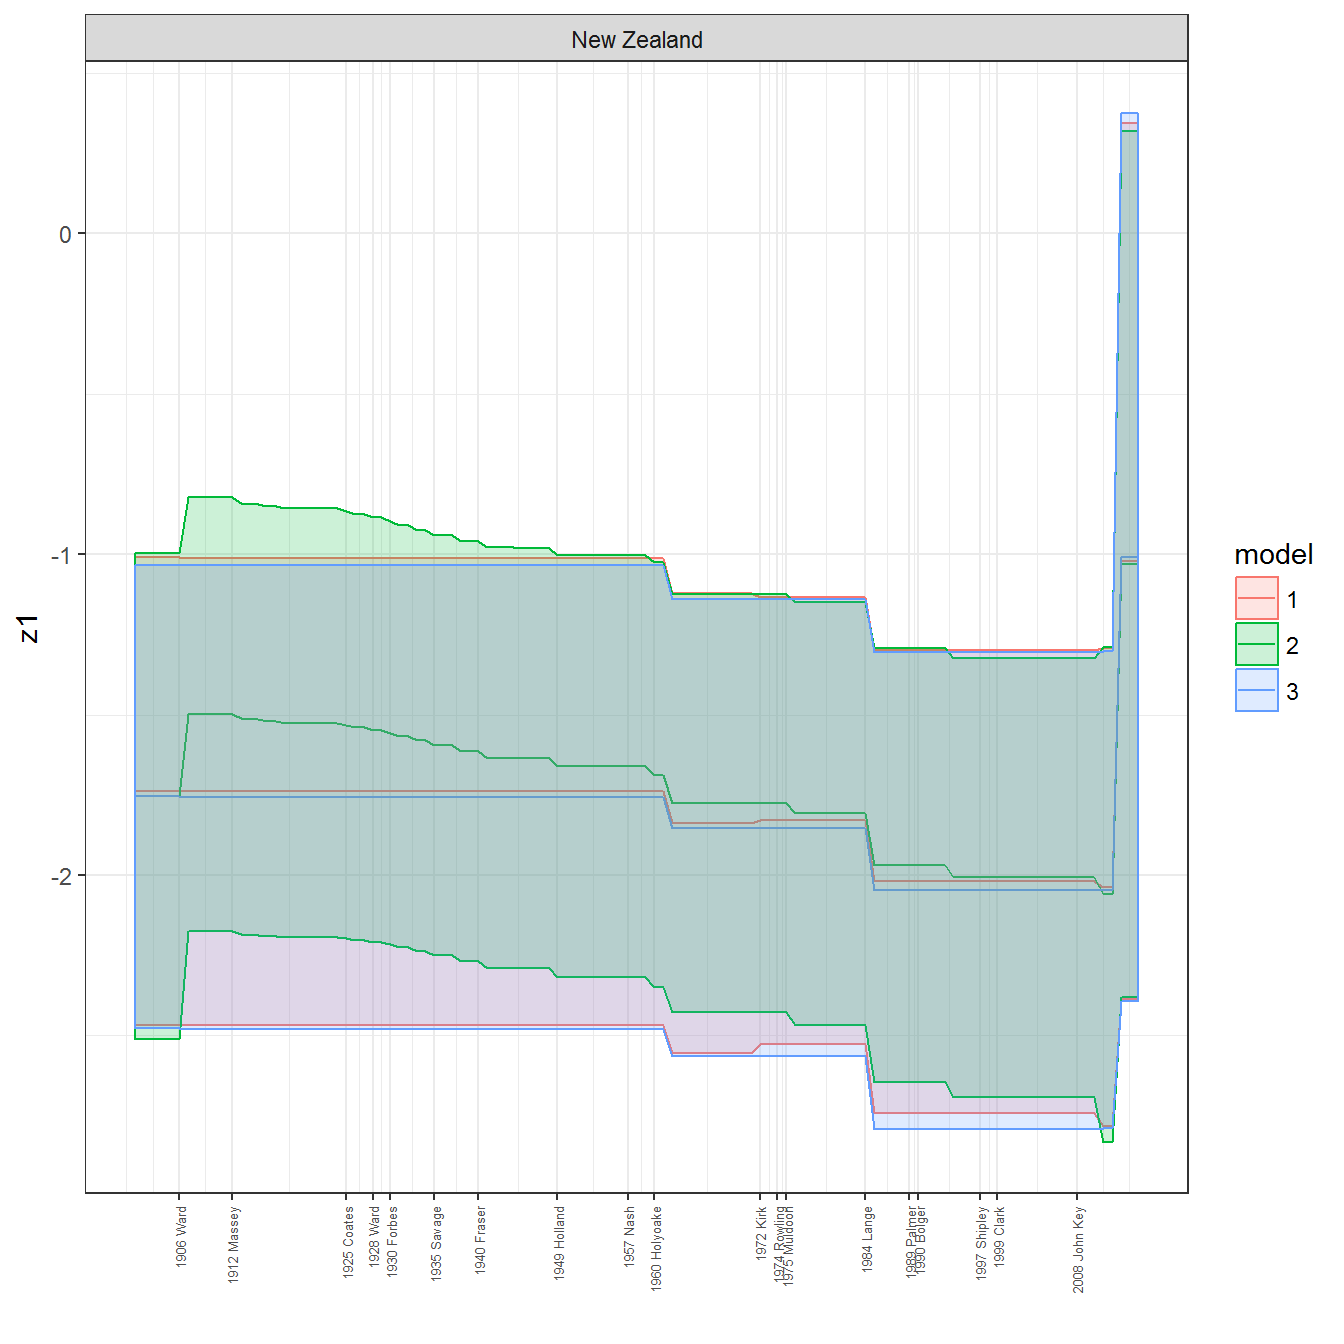 New Zealand
0
-1
-2
z1
1906 Ward
1912 Massey
1925 Coates
1928 Ward
1930 Forbes
1935 Savage
1940 Fraser
1949 Holland
1957 Nash
1960 Holyoake
1972 Kirk
1974 Rowling
1975 Muldoon
1984 Lange
1989 Palmer
1990 Bolger
1997 Shipley
1999 Clark
2008 John Key
model
1
2
3